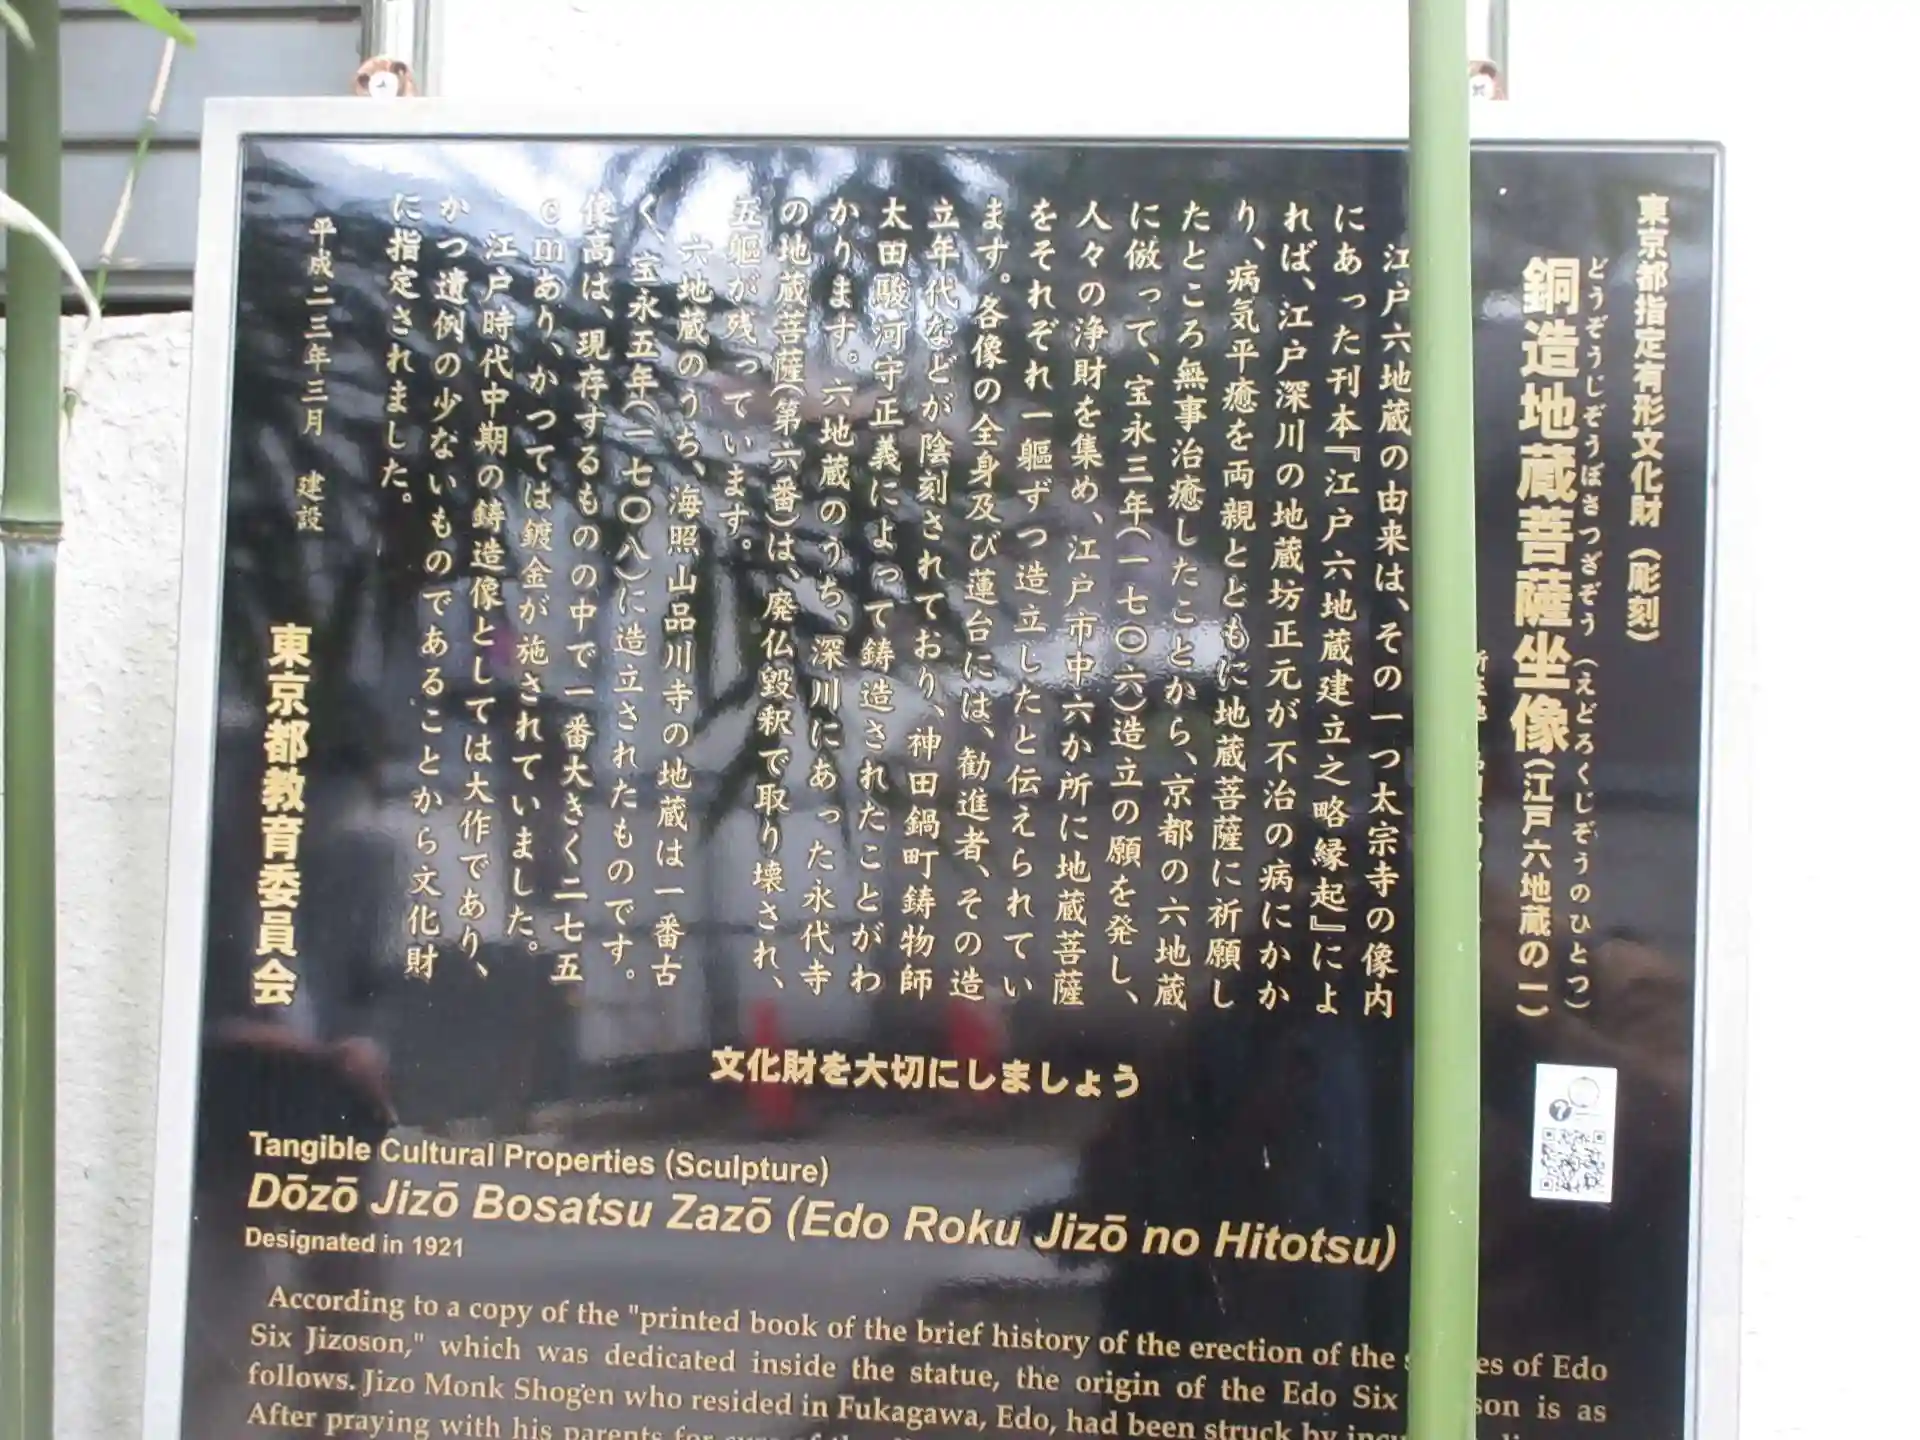 東京都指定有形文化財（彫刻）
どうぞうじぞうぼさつざぞう（えどろくじぞうのひとつ）
銅造地蔵菩薩坐像（江戸六地蔵の一）
江戸六地蔵の由来は、その一つ太宗寺の像内
にあった刊本『江戸六地蔵建立之略縁起』によ
れば、江戸深川の地蔵坊正元が不治の病にかか
り、病気平癒を両親とともに地蔵菩薩に祈願し
たところ無事治癒したことから、京都の六地蔵
に倣って、宝永三年（一七〇六）造立の願を発し、
人々の浄財を集め、江戸市中六か所に地蔵菩薩
をそれぞれ一軀ずつ造立したと伝えられてい
ます。各像の全身及び蓮台には、勧進者、その造
立年代などが陰刻されており、神田鍋町鋳物師
太田駿河守正義によって鋳造されたことがわ
かります。六地蔵のうち、深川にあった永代寺
の地蔵菩薩（第六番）は、廃仏毀釈で取り壊され、
五軀が残っています。
六地蔵のうち、海照山品川寺の地蔵は一番古
く、宝永五年（一七〇八）に造立されたものです。
像高は、現存するものの中で一番大きく二七五
cmあり、かつては鍍金が施されていました。
江戸時代中期の鋳造像としては大作であり、
かつ遺例の少ないものであることから文化財
に指定されました。
平成二三年三月 建設
東京都教育委員会
文化財を大切にしましょう
Tangible Cultural Properties (Sculpture)
Dōzō Jizō Bosatsu Zazō (Edo Roku Jizō no Hitotsu)
Designated in 1921
According to a copy of the "printed book of the brief history of the erection of the of Edo
Six Jizoson," which was dedicated inside the statue, the origin of the Edo Six is as
follows. Jizo Monk Shogen who resided in Fukagawa, Edo, had been struck by
After praying with his parents for